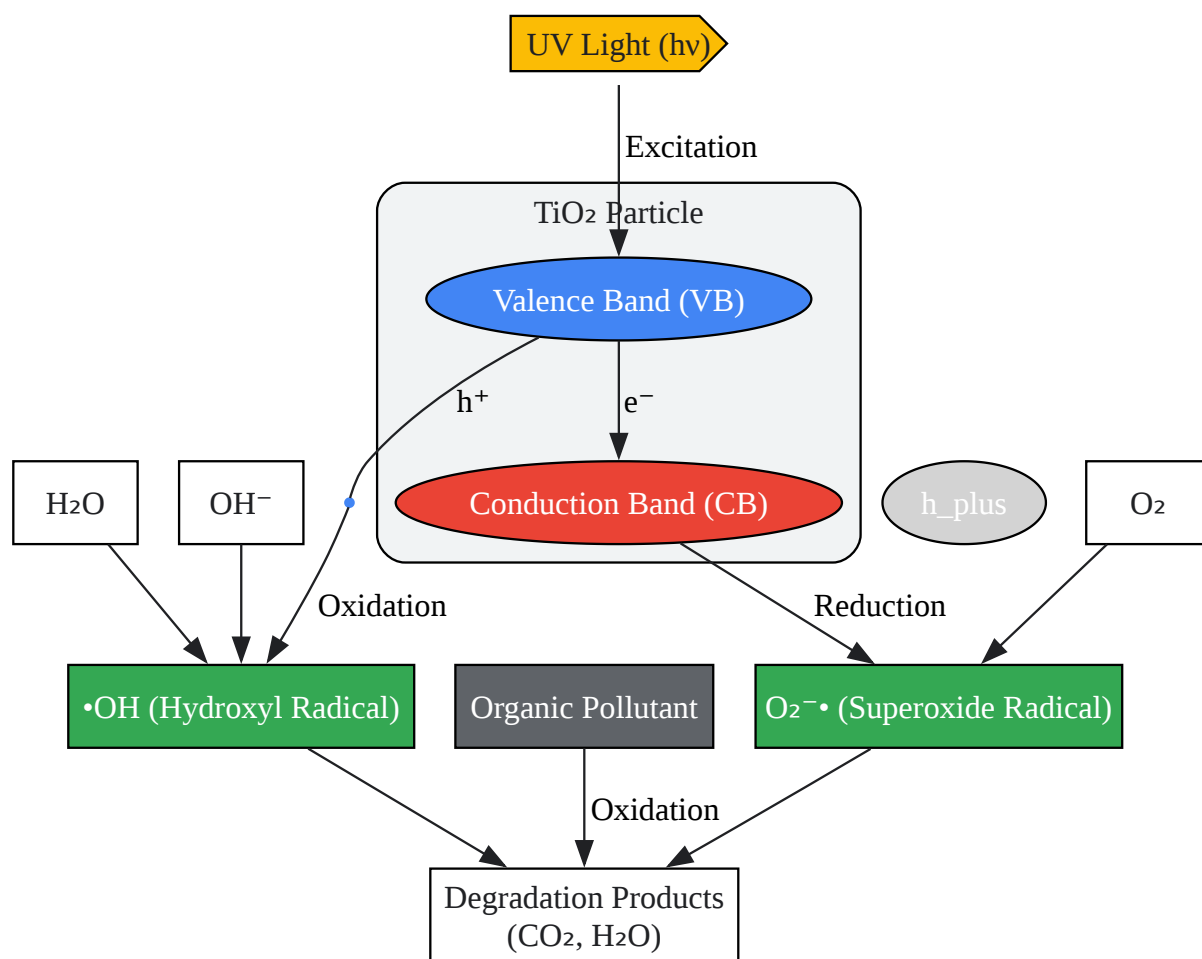 UV Light (hν)
Excitation
TiO₂ Particle
Valence Band (VB)
h⁺
e⁻
H₂O
OH⁻
Conduction Band (CB)
h_plus
O₂
Oxidation
Reduction
•OH (Hydroxyl Radical)
Organic Pollutant
O₂⁻• (Superoxide Radical)
Oxidation
Degradation Products
(CO₂, H₂O)